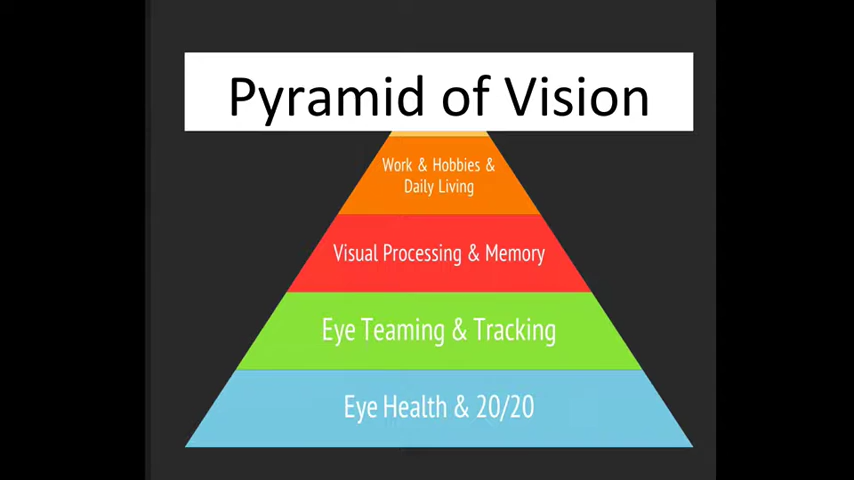 Pyramid of Vision
Work & Hobbies &
Daily Living
Visual Processing & Memory
Eye Teaming & Tracking
Eye Health & 20/20